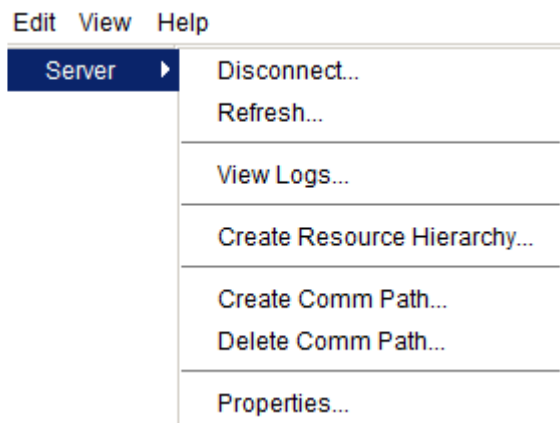 Edit View Help
Server Disconnect...
Refresh...
View Logs...
Create Resource Hierarchy...
Create Comm Path...
Delete Comm Path...
Properties...